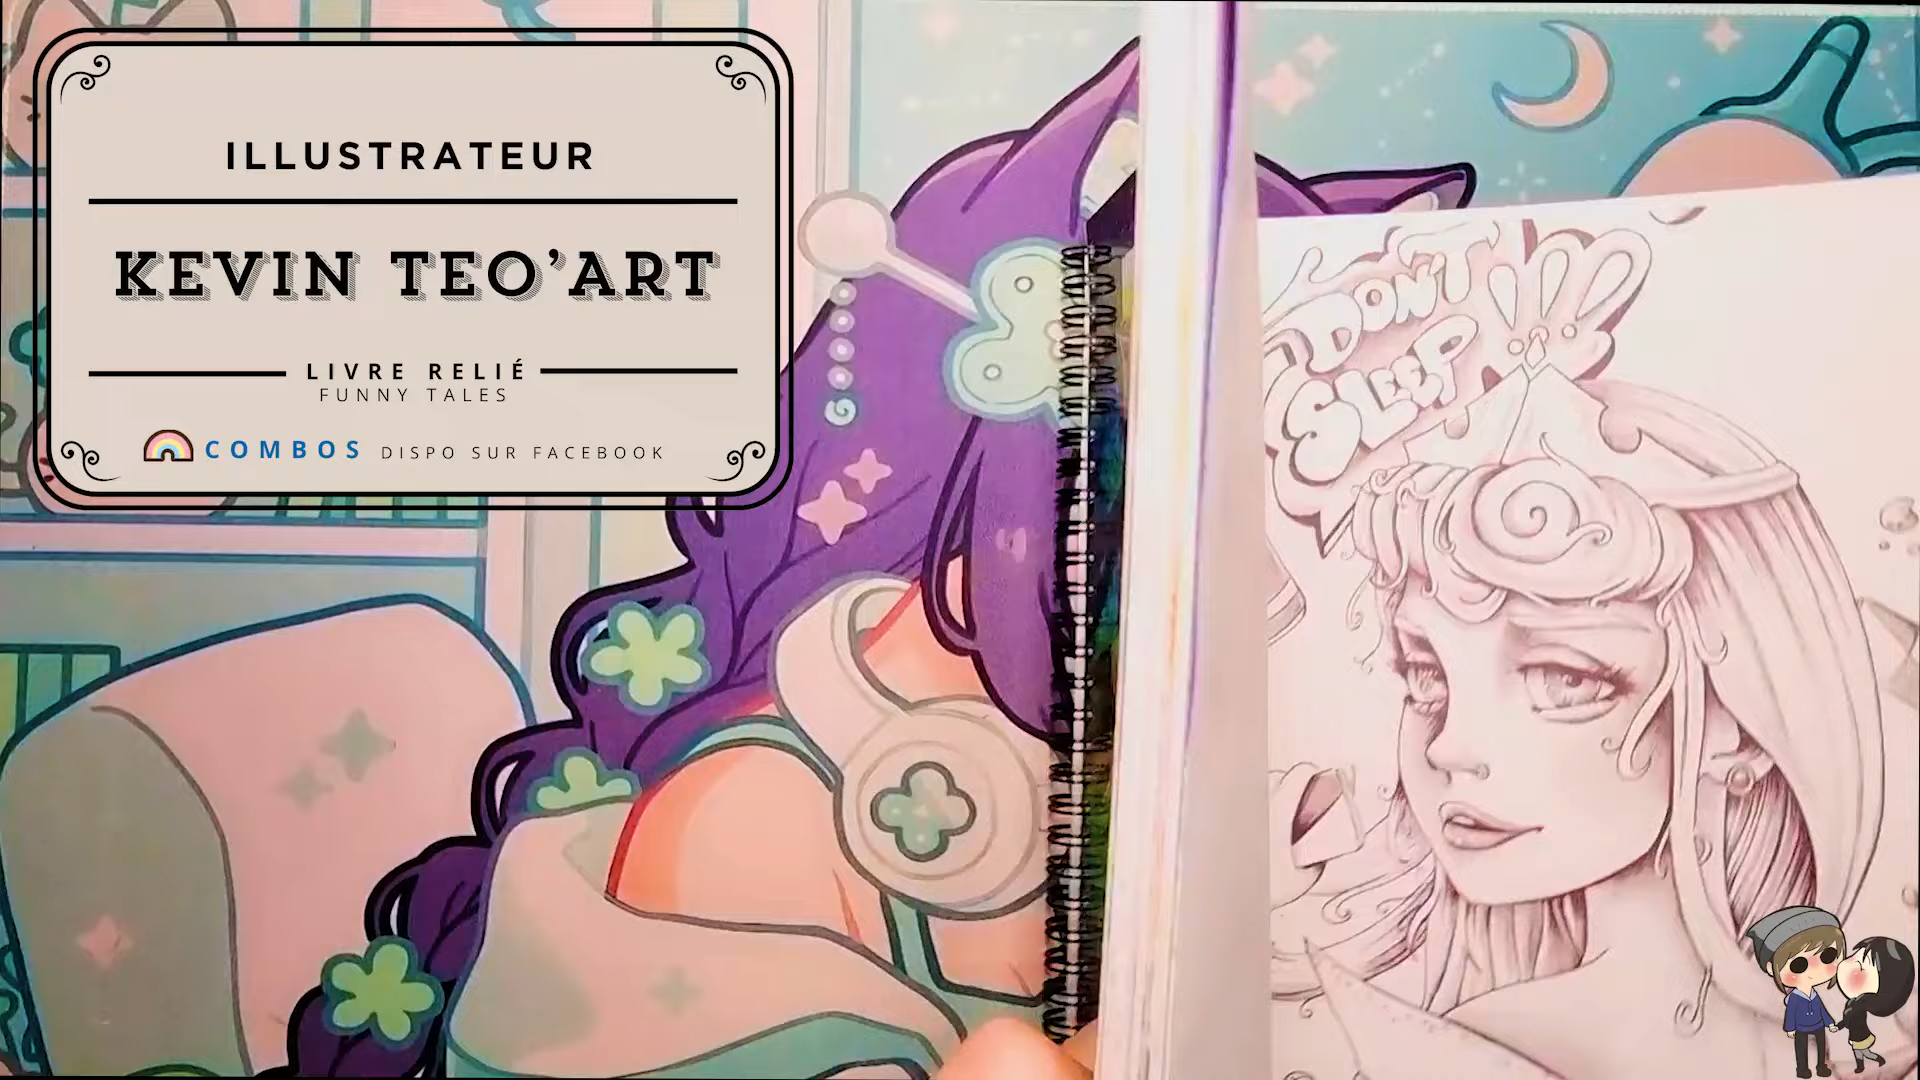 ILLUSTRATEUR
KEVIN TEO'ART
LIVRE RELIÉ
FUNNY TALES
COMBOS DISPO SUR FACEBOOK
I DON'T
SLEEP